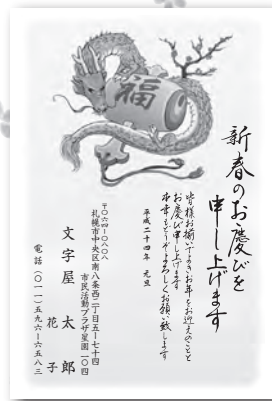 福
新春のお慶びを
申し上げます
皆様お揃いでよきお年をお迎えのことと
お慶び申し上げます
本年もどうぞよろしくお願い致します
平成二十四年　元旦
〒〇六四-〇八〇八
札幌市中央区南八条西二丁目五-七十四
市民活動プラザ星園一〇四
文字屋　太郎
花子
電話(〇一一)五九六-六五八三